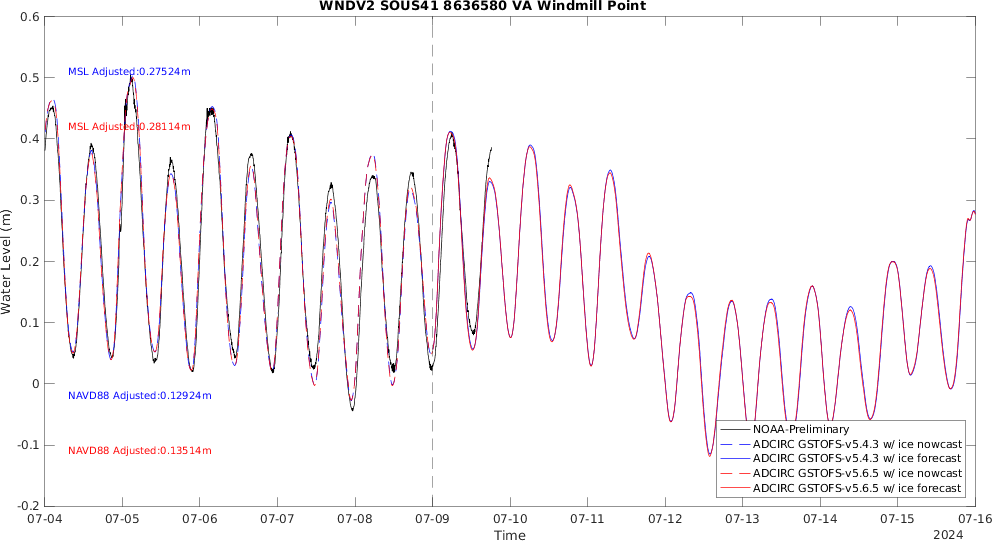 WNDV2 SOUS41 8636580 VA Windmill Point
0.6
0.5
0.4
0.3
0.2
0.1
0
-0.1
-0.2
Water Level (m)
MSL Adjusted:0.27524m
MSL Adjusted:0.28114m
NAVD88 Adjusted:0.12924m
NAVD88 Adjusted:0.13514m
NOAA-Preliminary
ADCIRC GSTOFS-v5.4.3 w/ ice nowcast
ADCIRC GSTOFS-v5.4.3 w/ ice forecast
ADCIRC GSTOFS-v5.6.5 w/ ice nowcast
ADCIRC GSTOFS-v5.6.5 w/ ice forecast
07-04 07-05 07-06 07-07 07-08 07-09 07-10 07-11 07-12 07-13 07-14 07-15 07-16
Time
2024